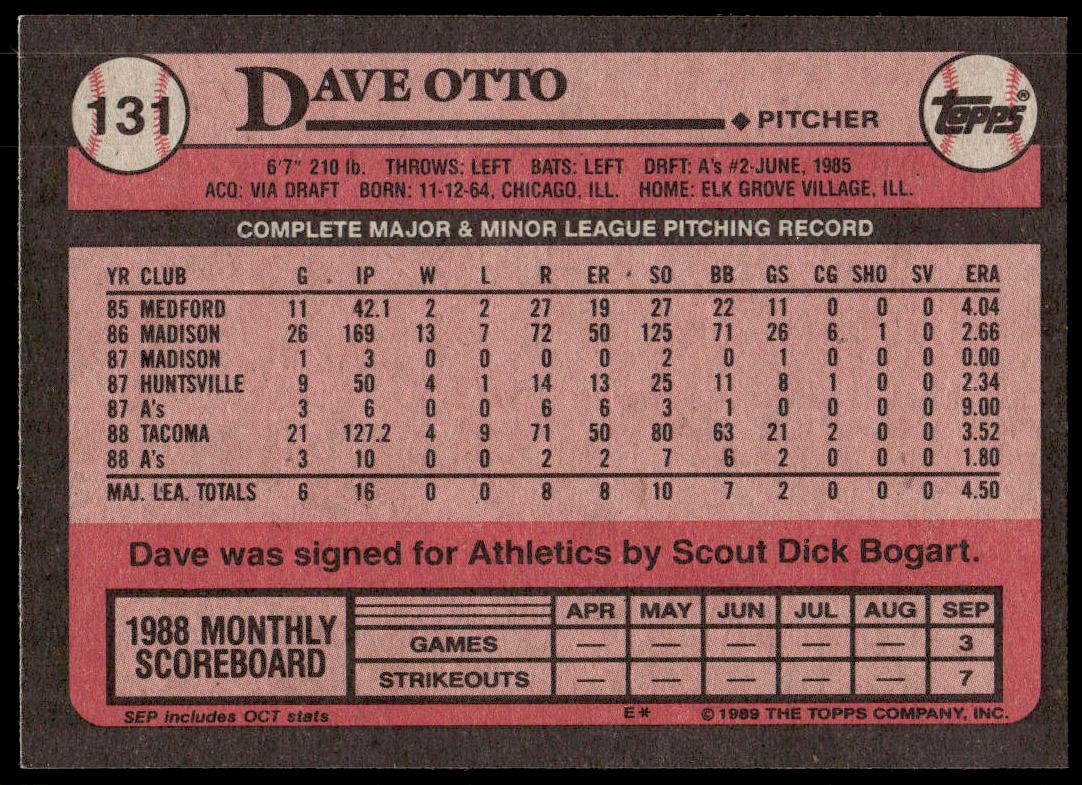 131
DAVE OTTO
◆ PITCHER
TOPPS®
6'7" 210 lb. THROWS: LEFT BATS: LEFT DRFT: A's #2-JUNE, 1985
ACQ: VIA DRAFT BORN: 11-12-64, CHICAGO, ILL. HOME: ELK GROVE VILLAGE, ILL.
COMPLETE MAJOR & MINOR LEAGUE PITCHING RECORD
YR CLUB G IP W L R ER SO BB GS CG SHO SV ERA
85 MEDFORD 11 42.1 2 2 27 19 27 22 11 0 0 0 4.04
86 MADISON 26 169 13 7 72 50 125 71 26 6 1 0 2.66
87 MADISON 1 3 0 0 0 0 2 0 1 0 0 0 0.00
87 HUNTSVILLE 9 50 4 1 14 13 25 11 8 1 0 0 2.34
87 A's 3 6 0 0 6 6 3 1 0 0 0 0 9.00
88 TACOMA 21 127.2 4 9 71 50 80 63 21 2 0 0 3.52
88 A's 3 10 0 0 2 2 7 6 2 0 0 0 1.80
MAJ. LEA. TOTALS 6 16 0 0 8 8 10 7 2 0 0 0 4.50
Dave was signed for Athletics by Scout Dick Bogart.
1988 MONTHLY
SCOREBOARD
APR MAY JUN JUL AUG SEP
GAMES — — — — — 3
STRIKEOUTS — — — — — 7
SEP includes OCT stats
E* © 1989 THE TOPPS COMPANY, INC.